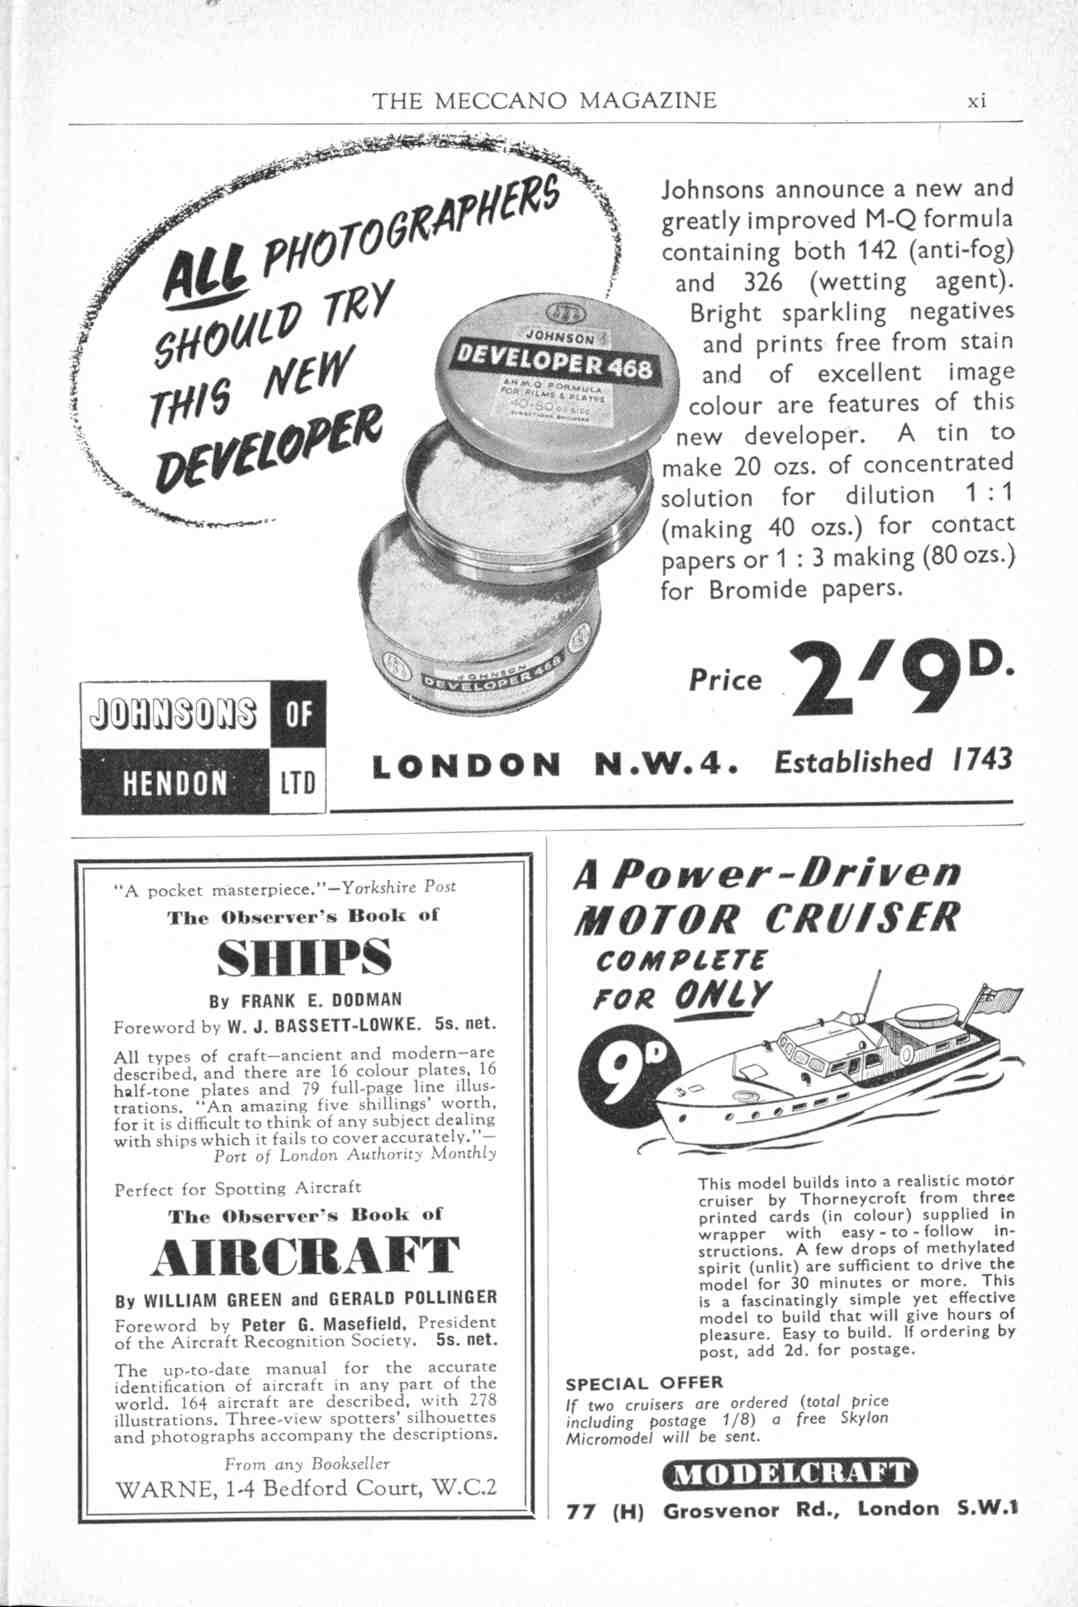 THE MECCANO MAGAZINE xi
ALL PHOTOGRAPHERS
SHOULD TRY
THIS NEW
DEVELOPER
JOHNSON
DEVELOPER 468
AN M.Q FORMULA
FOR FILMS & PLATES
40-80
JOHNSON
DEVELOPER 468
Johnsons announce a new and
greatly improved M-Q formula
containing both 142 (anti-fog)
and 326 (wetting agent).
Bright sparkling negatives
and prints free from stain
and of excellent image
colour are features of this
new developer. A tin to
make 20 ozs. of concentrated
solution for dilution 1 : 1
(making 40 ozs.) for contact
papers or 1 : 3 making (80 ozs.)
for Bromide papers.
Price 2/9D.
JOHNSONS OF
HENDON LTD
LONDON N.W.4. Established 1743
"A pocket masterpiece."—Yorkshire Post
The Observer's Book of
SHIPS
By FRANK E. DODMAN
Foreword by W. J. BASSETT-LOWKE. 5s. net.
All types of craft—ancient and modern—are
described, and there are 16 colour plates, 16
half-tone plates and 79 full-page line illus-
trations. "An amazing five shillings' worth,
for it is difficult to think of any subject dealing
with ships which it fails to cover accurately."—
Port of London Authority Monthly
Perfect for Spotting Aircraft
The Observer's Book of
AIRCRAFT
By WILLIAM GREEN and GERALD POLLINGER
Foreword by Peter G. Masefield, President
of the Aircraft Recognition Society. 5s. net.
The up-to-date manual for the accurate
identification of aircraft in any part of the
world. 164 aircraft are described, with 278
illustrations. Three-view spotters' silhouettes
and photographs accompany the descriptions.
From any Bookseller
WARNE, 1-4 Bedford Court, W.C.2
A Power-Driven
MOTOR CRUISER
COMPLETE
FOR ONLY
9D
This model builds into a realistic motor
cruiser by Thorneycroft from three
printed cards (in colour) supplied in
wrapper with easy-to-follow in-
structions. A few drops of methylated
spirit (unlit) are sufficient to drive the
model for 30 minutes or more. This
is a fascinatingly simple yet effective
model to build that will give hours of
pleasure. Easy to build. If ordering by
post, add 2d. for postage.
SPECIAL OFFER
If two cruisers are ordered (total price
including postage 1/8) a free Skylon
Micromodel will be sent.
MODELCRAFT
77 (H) Grosvenor Rd., London S.W.1